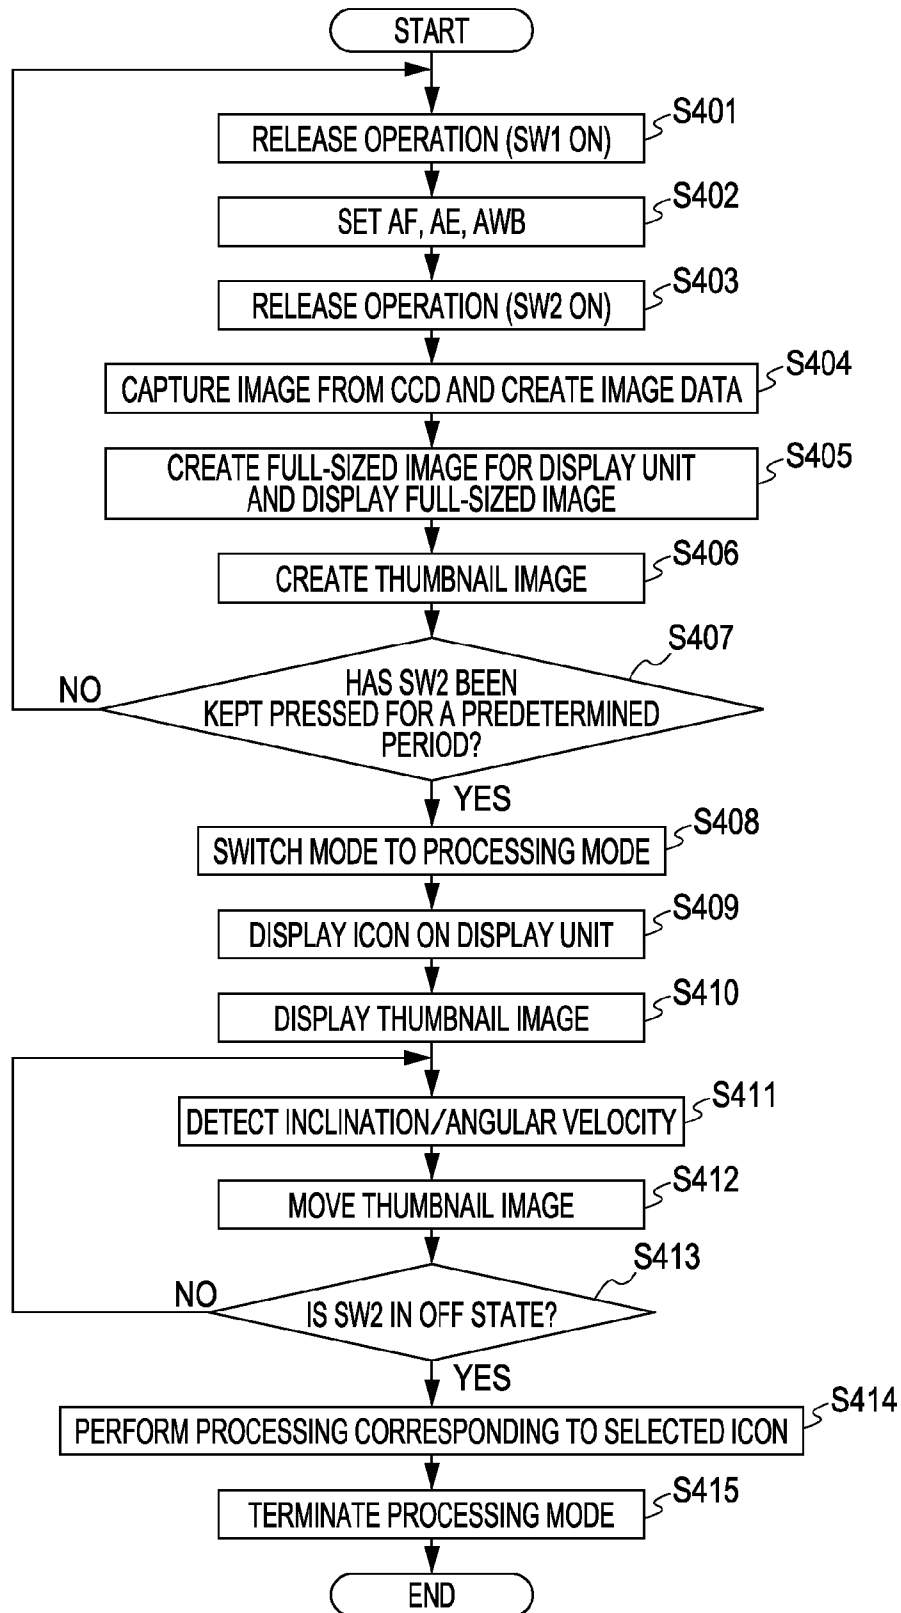 START
S401
RELEASE OPERATION (SW1 ON)
S402
SET AF, AE, AWB
S403
RELEASE OPERATION (SW2 ON)
S404
CAPTURE IMAGE FROM CCD AND CREATE IMAGE DATA
S405
CREATE FULL-SIZED IMAGE FOR DISPLAY UNIT
AND DISPLAY FULL-SIZED IMAGE
S406
CREATE THUMBNAIL IMAGE
S407
HAS SW2 BEEN
KEPT PRESSED FOR A PREDETERMINED
PERIOD?
NO
YES
S408
SWITCH MODE TO PROCESSING MODE
S409
DISPLAY ICON ON DISPLAY UNIT
S410
DISPLAY THUMBNAIL IMAGE
S411
DETECT INCLINATION/ANGULAR VELOCITY
S412
MOVE THUMBNAIL IMAGE
S413
IS SW2 IN OFF STATE?
NO
YES
S414
PERFORM PROCESSING CORRESPONDING TO SELECTED ICON
S415
TERMINATE PROCESSING MODE
END